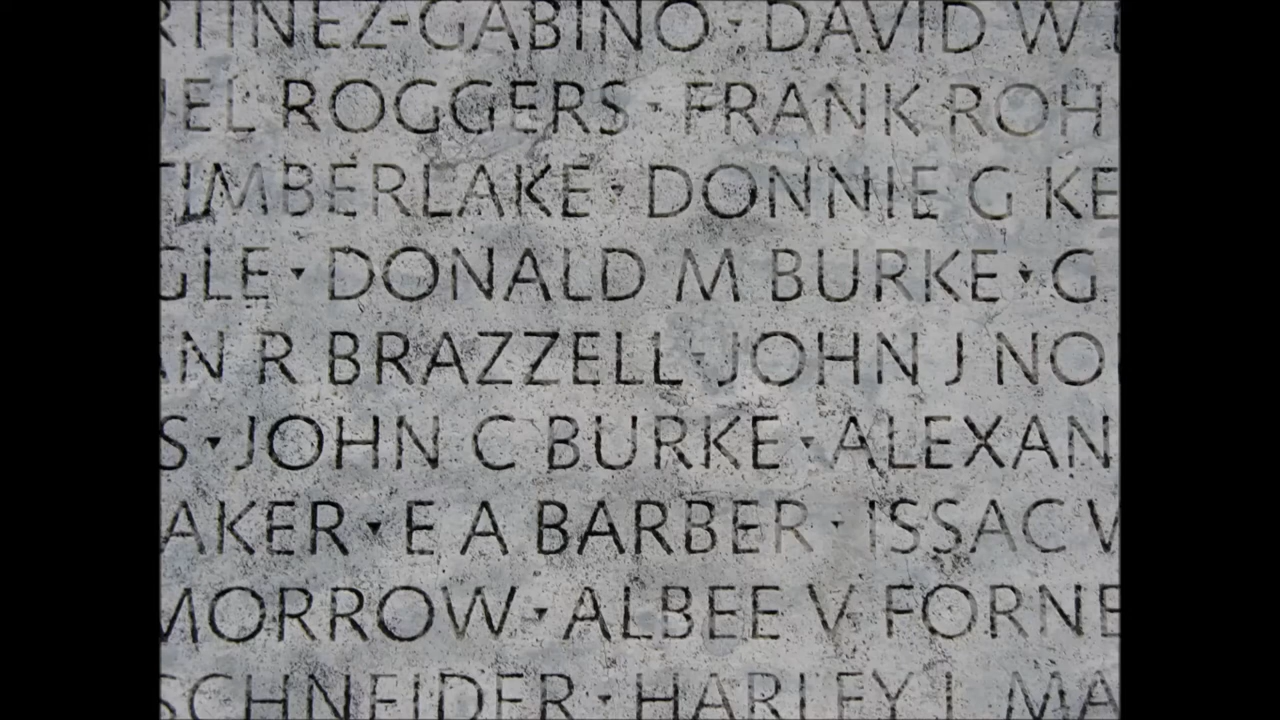 RTINEZ-GABINO ▾ DAVID W
EL ROGGERS ▾ FRANK ROH
TIMBERLAKE ▾ DONNIE G KE
GLE ▾ DONALD M BURKE ▾ G
AN R BRAZZELL ▾ JOHN J NO
S ▾ JOHN C BURKE ▾ ALEXAN
AKER ▾ E A BARBER ▾ ISSAC
MORROW ▾ ALBEE V FORNE
SCHNEIDER ▾ HARLEY L MA